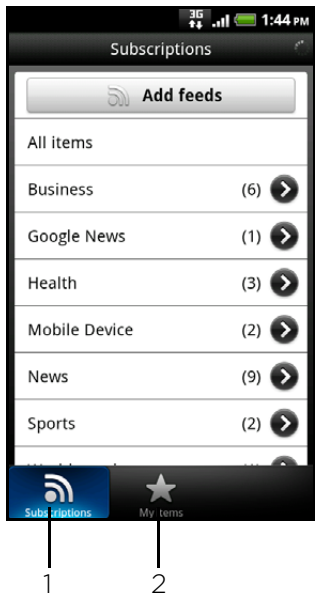 3G 1:44 PM
Subscriptions
Add feeds
All items
Business (6)
Google News (1)
Health (3)
Mobile Device (2)
News (9)
Sports (2)
Subscriptions My items
1 2